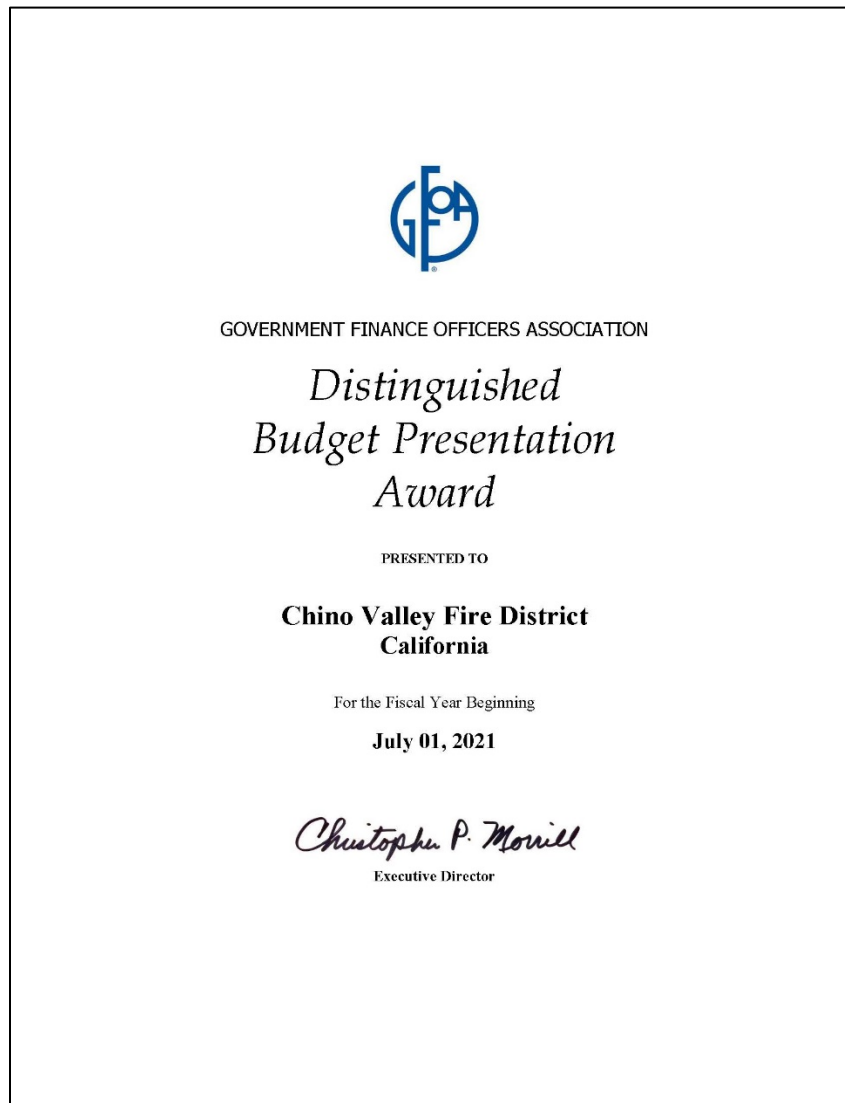 GFOA
®
GOVERNMENT FINANCE OFFICERS ASSOCIATION
Distinguished
Budget Presentation
Award
PRESENTED TO
Chino Valley Fire District
California
For the Fiscal Year Beginning
July 01, 2021
Christopher P. Morrill
Executive Director